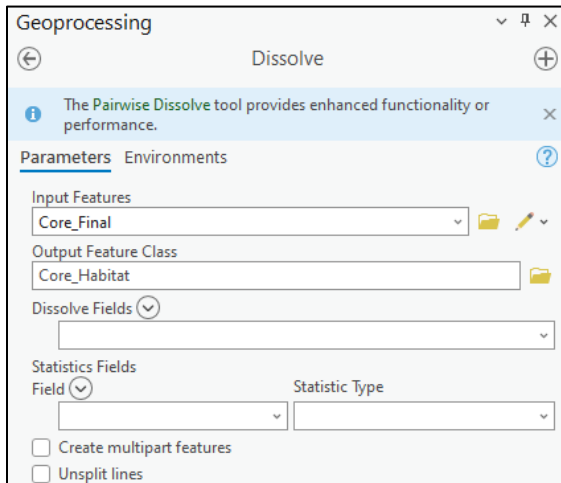 Geoprocessing
Dissolve
The Pairwise Dissolve tool provides enhanced functionality or
performance.
Parameters Environments
Input Features
Core_Final
Output Feature Class
Core_Habitat
Dissolve Fields
Statistics Fields
Field Statistic Type
Create multipart features
Unsplit lines